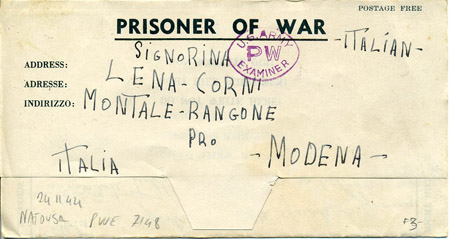 POSTAGE FREE
PRISONER OF WAR
-ITALIAN-
U.S. ARMY
PW
EXAMINER
SIGNORINA
ADDRESS:
LENA-CORNI
ADRESSE:
INDIRIZZO: MONTALE-RANGONE
PRO
ITALIA -MODENA-
24 11 44
NATOUSA PWE 2148